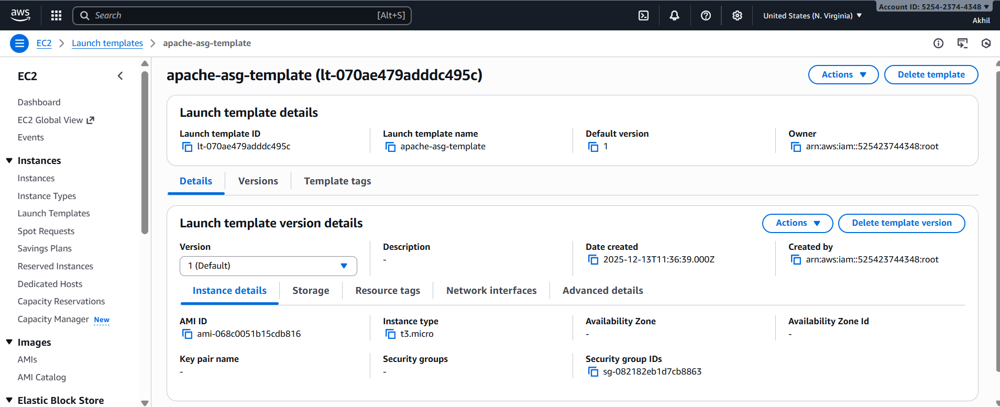 aws
Search [Alt+S]
United States (N. Virginia)
Account ID: 5254-2374-4348
Akhil
EC2
Launch templates
apache-asg-template
EC2
Dashboard
EC2 Global View
Events
Instances
Instances
Instance Types
Launch Templates
Spot Requests
Savings Plans
Reserved Instances
Dedicated Hosts
Capacity Reservations
Capacity Manager New
Images
AMIs
AMI Catalog
Elastic Block Store
apache-asg-template (lt-070ae479adddc495c)
Actions
Delete template
Launch template details
Launch template ID
lt-070ae479adddc495c
Launch template name
apache-asg-template
Default version
1
Owner
arn:aws:iam::525423744348:root
Details
Versions
Template tags
Launch template version details
Actions
Delete template version
Version
1 (Default)
Description
-
Date created
2025-12-13T11:36:39.000Z
Created by
arn:aws:iam::525423744348:root
Instance details
Storage
Resource tags
Network interfaces
Advanced details
AMI ID
ami-068c0051b15cdb816
Instance type
t3.micro
Availability Zone
-
Availability Zone Id
-
Key pair name
-
Security groups
-
Security group IDs
sg-082182eb1d7cb8863